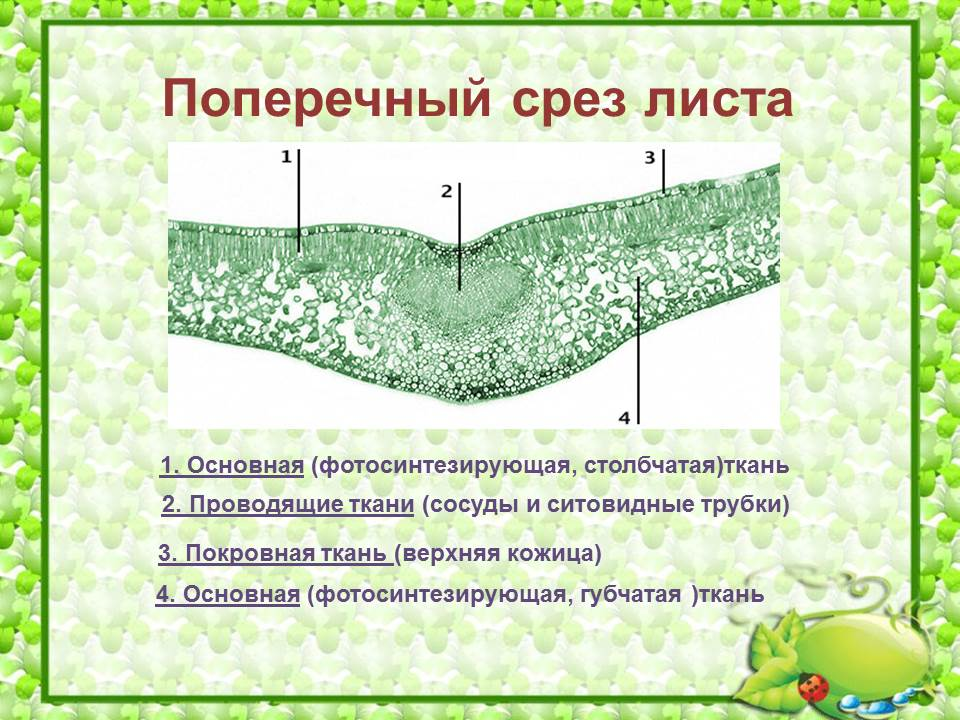 Поперечный срез листа
1
2
3
4
1. Основная (фотосинтезирующая, столбчатая)ткань
2. Проводящие ткани (сосуды и ситовидные трубки)
3. Покровная ткань (верхняя кожица)
4. Основная (фотосинтезирующая, губчатая )ткань